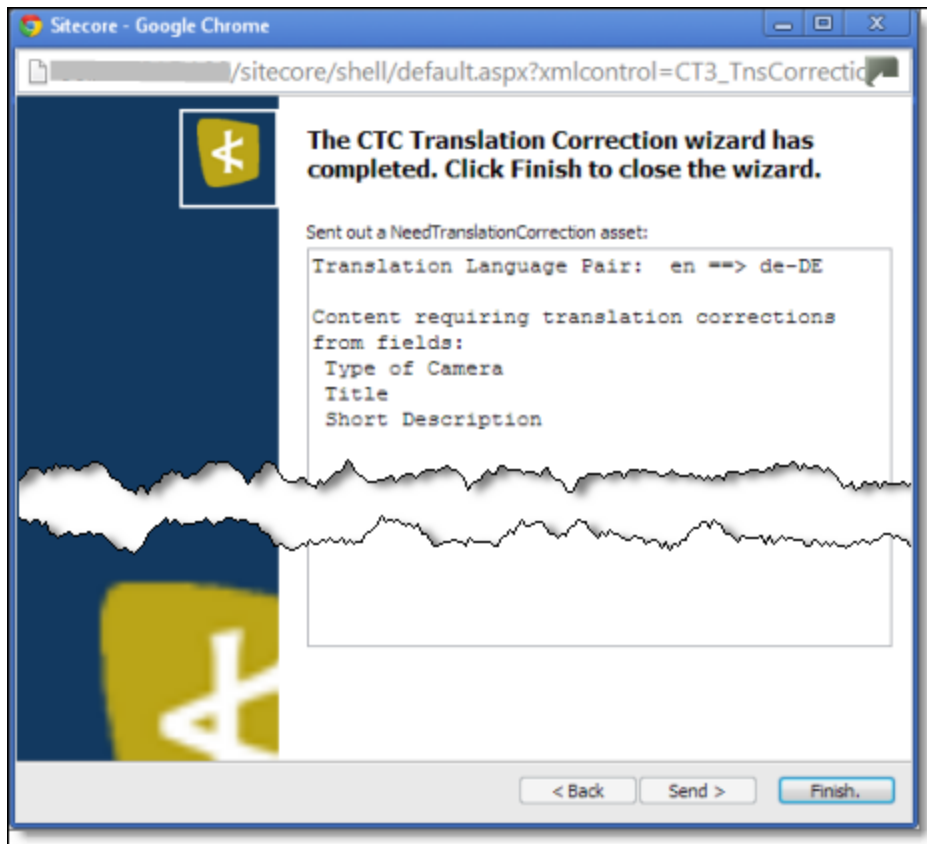 Sitecore - Google Chrome
/sitecore/shell/default.aspx?xmlcontrol=CT3_TnsCorrectio
The CTC Translation Correction wizard has
completed. Click Finish to close the wizard.
Sent out a NeedTranslationCorrection asset:
Translation Language Pair:  en ==> de-DE
Content requiring translation corrections
from fields:
Type of Camera
Title
Short Description
< Back
Send >
Finish.